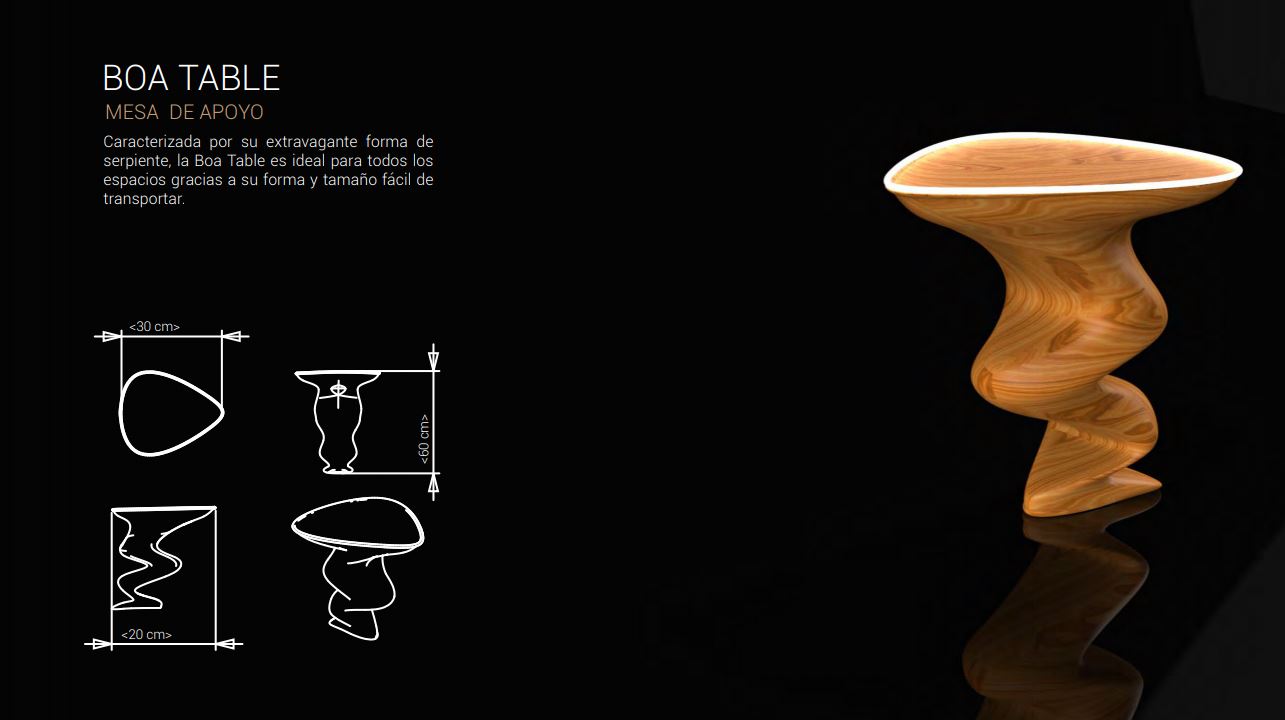 BOA TABLE
MESA DE APOYO
Caracterizada por su extravagante forma de
serpiente, la Boa Table es ideal para todos los
espacios gracias a su forma y tamaño fácil de
transportar.
<30 cm>
<60 cm>
<20 cm>